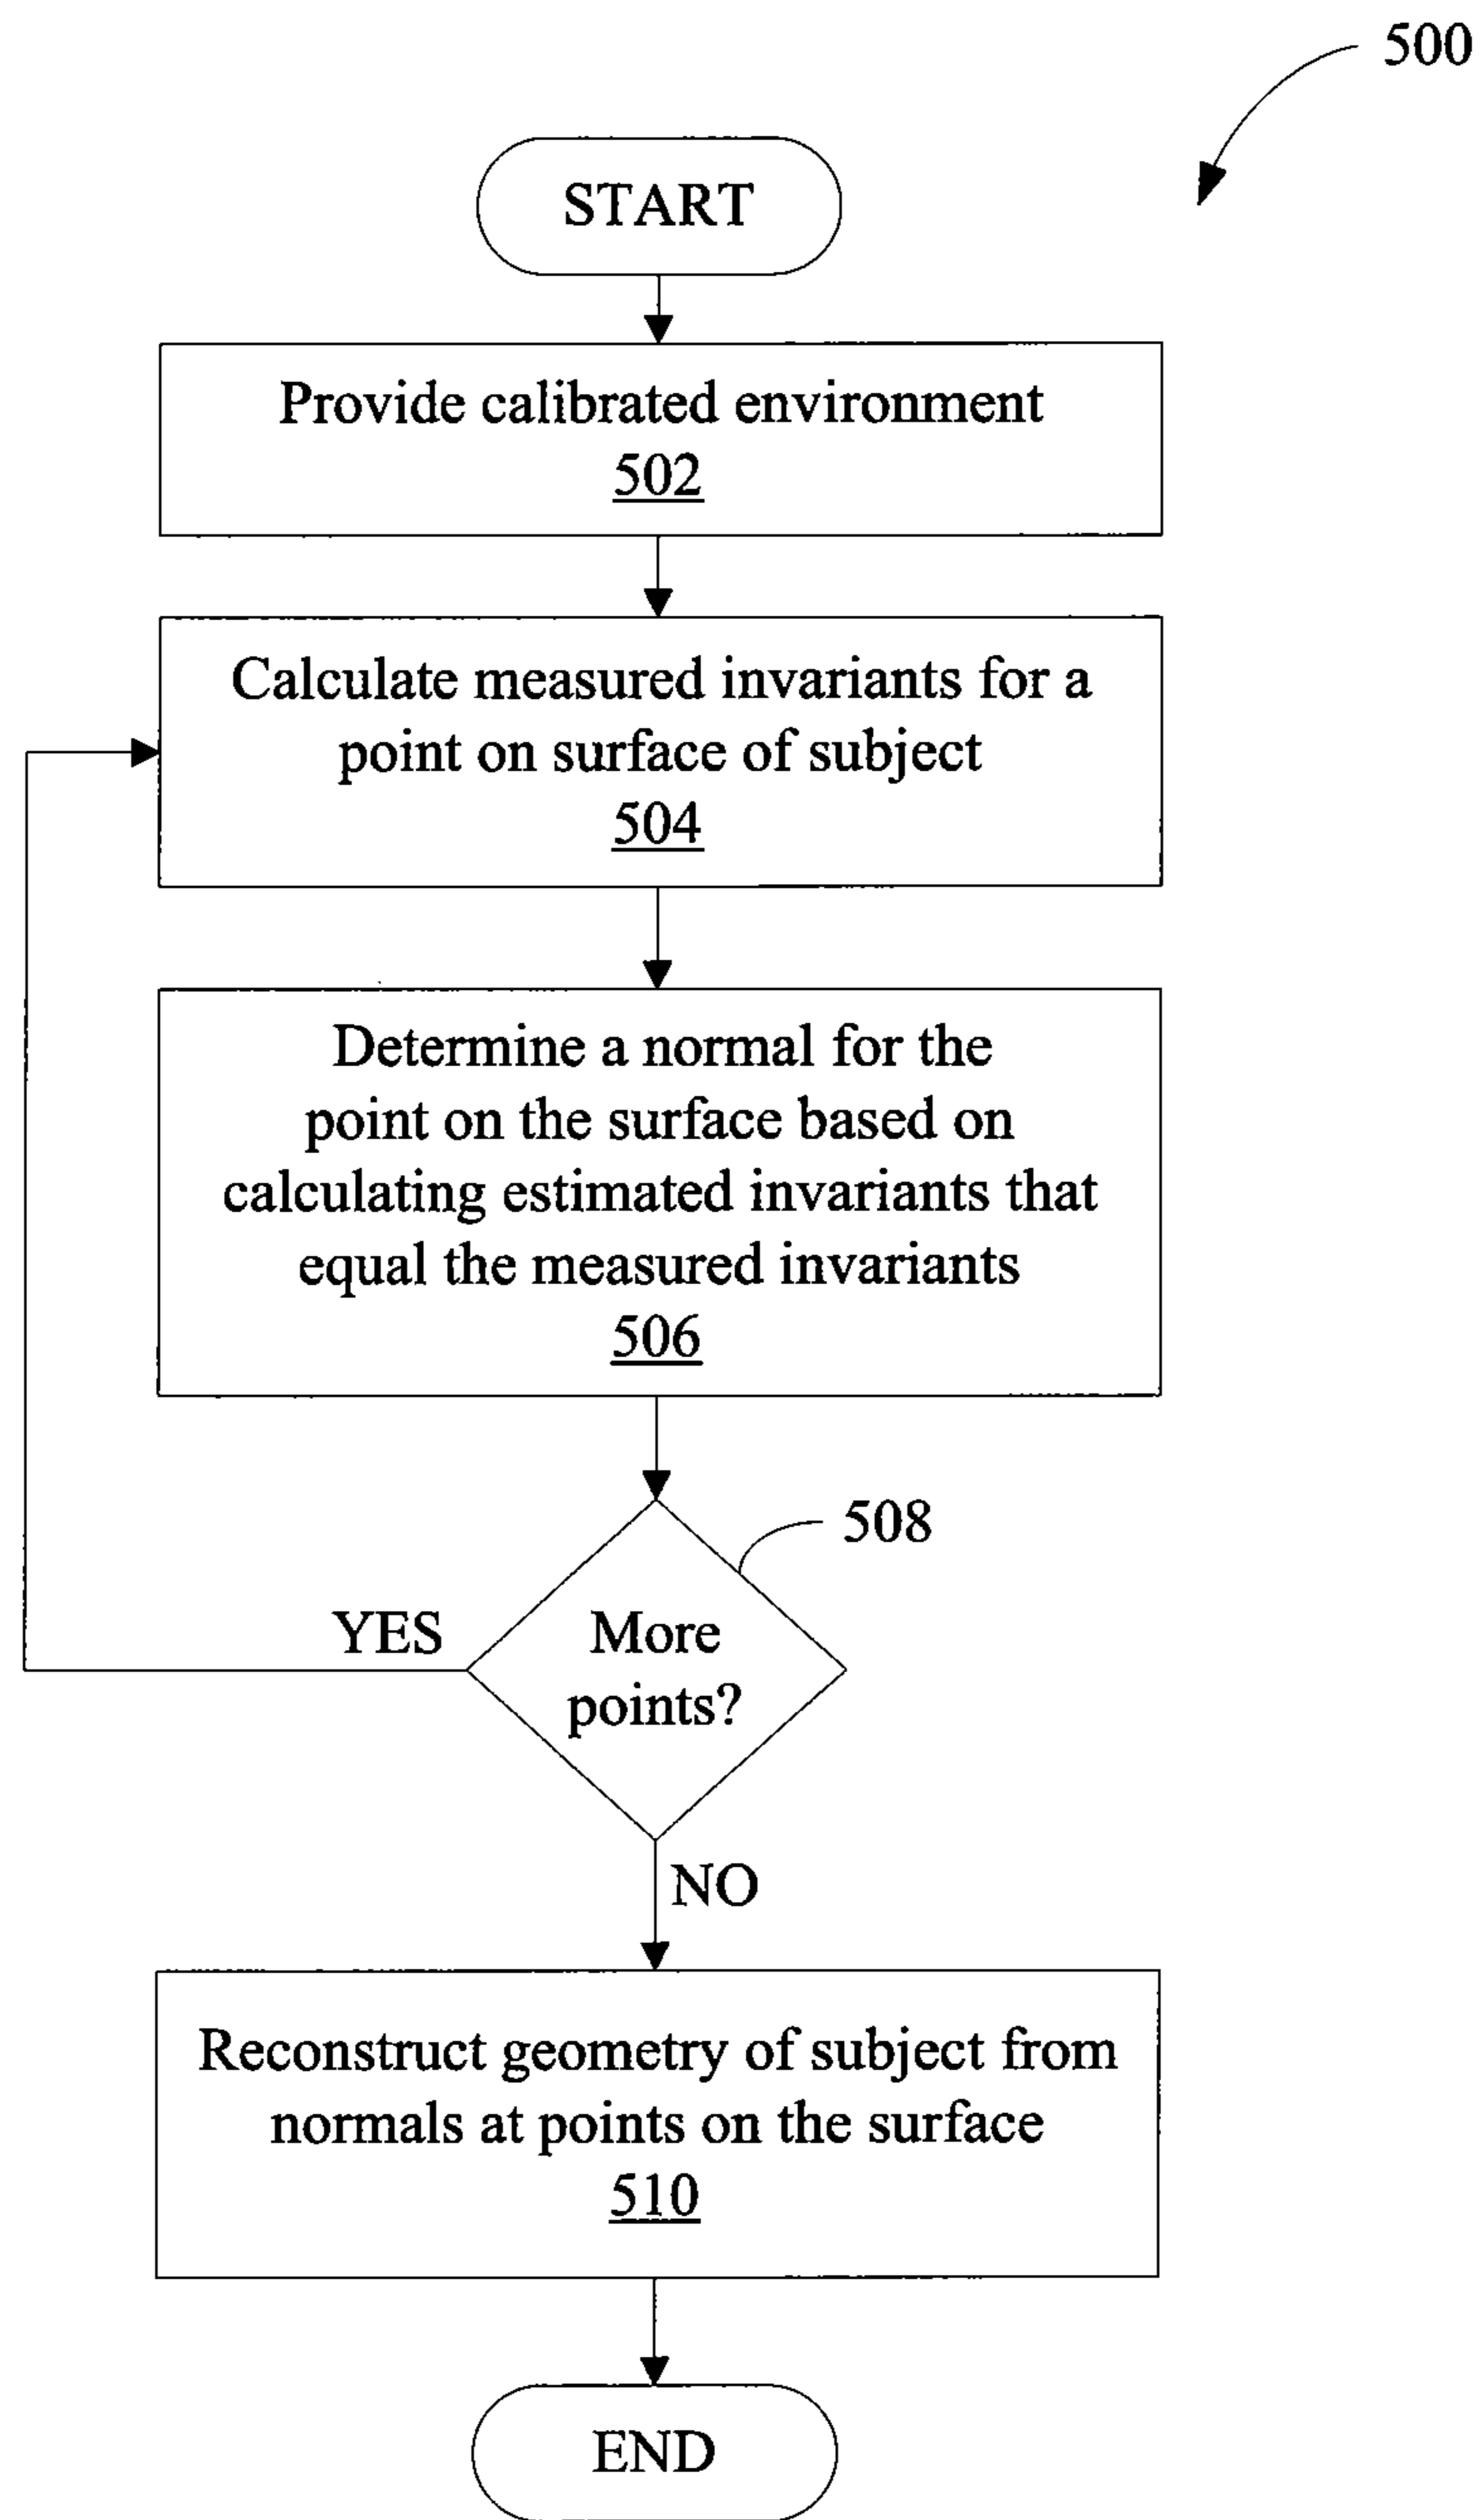 500
START
Provide calibrated environment
502
Calculate measured invariants for a
point on surface of subject
504
Determine a normal for the
point on the surface based on
calculating estimated invariants that
equal the measured invariants
506
508
YES
More
points?
NO
Reconstruct geometry of subject from
normals at points on the surface
510
END